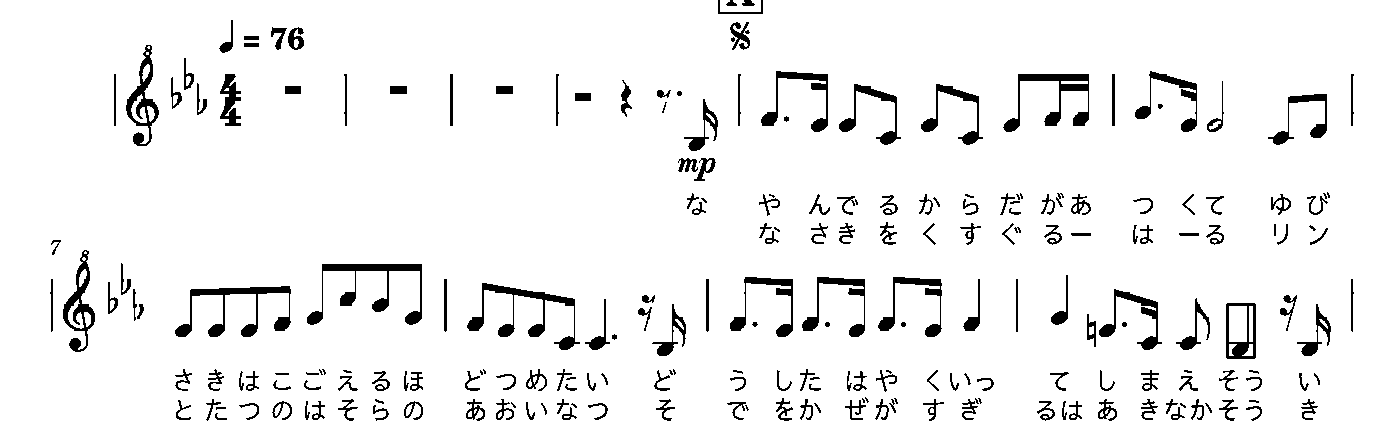 A
= 76
mp
な や んで る か ら だ があ つ くて ゆ び
な さき を く す ぐ るー は ーる リ ン
7
さ き は こ ご え る ほ ど つ め た い ど う した はや くいっ て し ま え そう い
と た つ の は そ ら の あ お い な つ そ で をか ぜが す ぎ るは あ きなか そう き